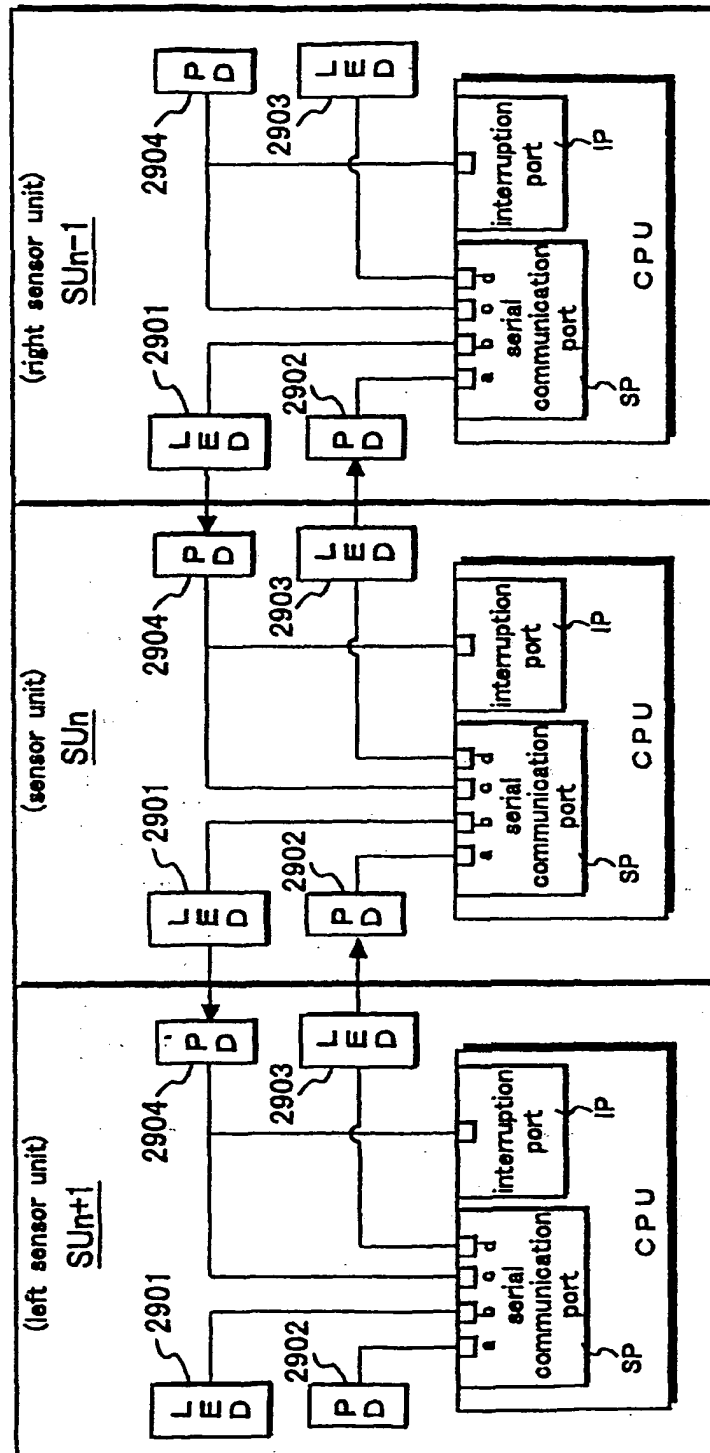 (left sensor unit)
SUn+1
2901
LED
2902
PD
2904
PD
2903
LED
a b c d
serial
communication
port
SP
interruption
port
IP
CPU
(sensor unit)
SUn
2901
LED
2902
PD
2904
PD
2903
LED
a b c d
serial
communication
port
SP
interruption
port
IP
CPU
(right sensor unit)
SUn-1
2901
LED
2902
PD
2904
PD
2903
LED
a b c d
serial
communication
port
SP
interruption
port
IP
CPU